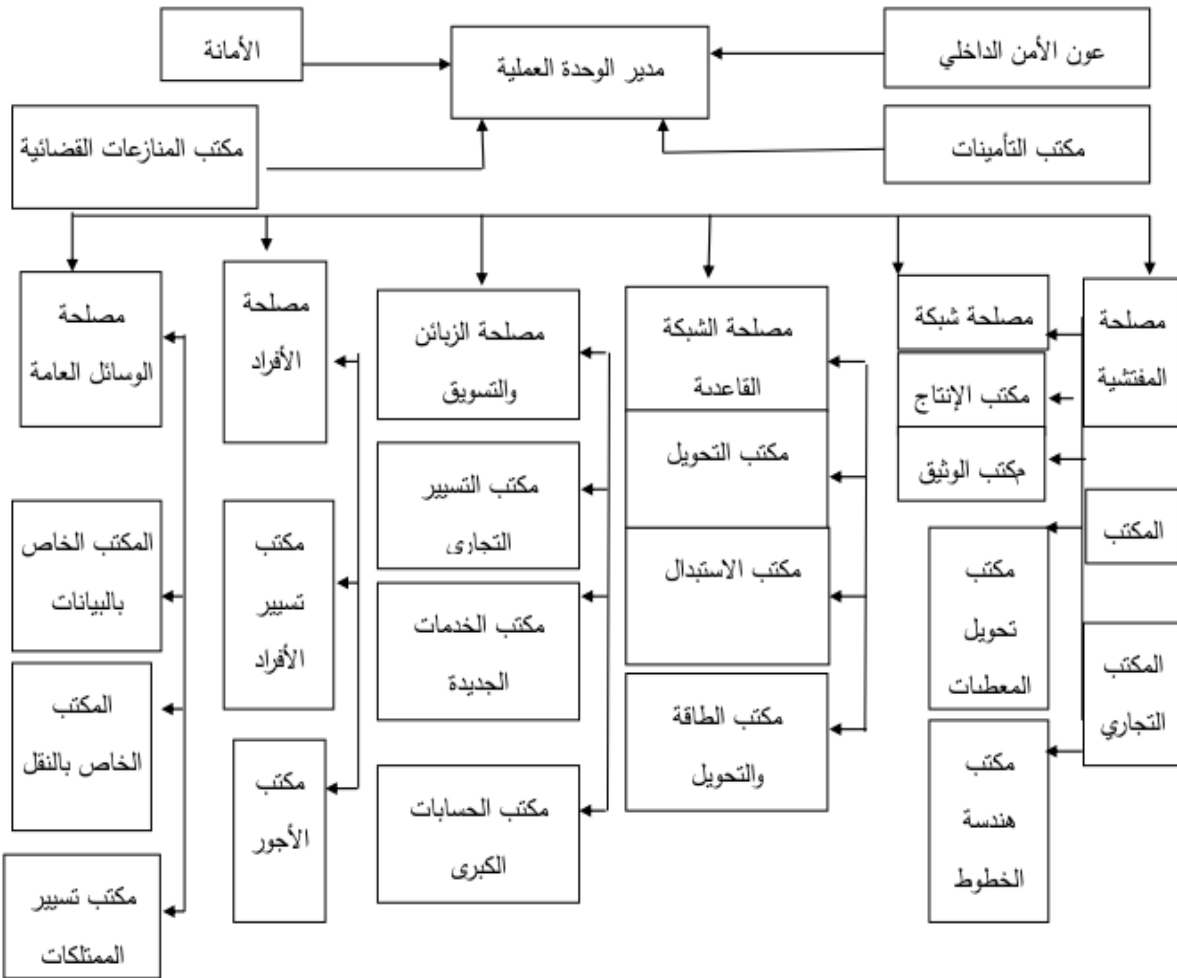 الأمانة
مدير الوحدة العملية
عون الأمن الداخلي
مكتب المنازعات القضائية
مكتب التأمينات
مصلحة
المفتشية
المكتب
المكتب
التجاري
مصلحة شبكة
مكتب الإنتاج
مكتب الوثيق
مكتب
تحويل
المعطيات
مكتب
هندسة
الخطوط
مصلحة الشبكة
القاعدية
مكتب التحويل
مكتب الاستبدال
مكتب الطاقة
والتحويل
مصلحة الزبائن
والتسويق
مكتب التسيير
التجاري
مكتب الخدمات
الجديدة
مكتب الحسابات
الكبرى
مصلحة
الأفراد
مكتب
تسيير
الأفراد
مكتب
الأجور
مصلحة
الوسائل العامة
المكتب الخاص
بالبيانات
المكتب
الخاص بالنقل
مكتب تسيير
الممتلكات